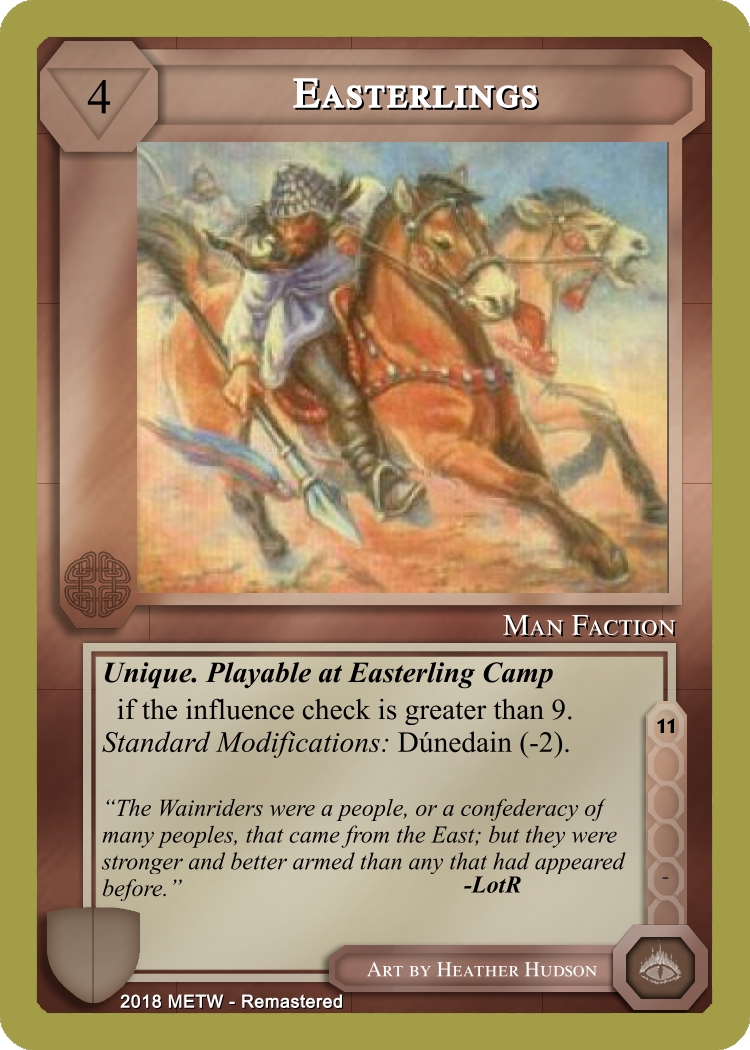 4
Easterlings
Man Faction
Unique. Playable at Easterling Camp
if the influence check is greater than 9.
Standard Modifications: Dúnedain (-2).
11
“The Wainriders were a people, or a confederacy of
many peoples, that came from the East; but they were
stronger and better armed than any that had appeared
before.” -LotR
-
Art by Heather Hudson
2018 METW - Remastered